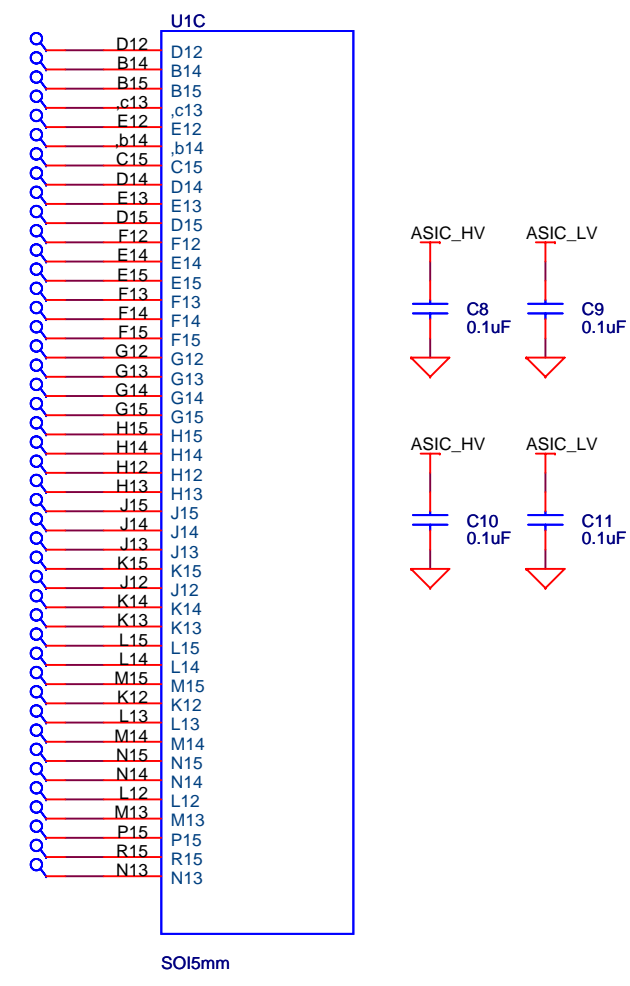 U1C
D12 D12
B14 B14
B15 B15
,c13 ,c13
E12 E12
,b14 ,b14
C15 C15
D14 D14
E13 E13
D15 D15
F12 F12
E14 E14
E15 E15
F13 F13
F14 F14
F15 F15
G12 G12
G13 G13
G14 G14
G15 G15
H15 H15
H14 H14
H12 H12
H13 H13
J15 J15
J14 J14
J13 J13
K15 K15
J12 J12
K14 K14
K13 K13
L15 L15
L14 L14
M15 M15
K12 K12
L13 L13
M14 M14
N15 N15
N14 N14
L12 L12
M13 M13
P15 P15
R15 R15
N13 N13
SOI5mm
ASIC_HV ASIC_LV
C8 C9
0.1uF 0.1uF
ASIC_HV ASIC_LV
C10 C11
0.1uF 0.1uF